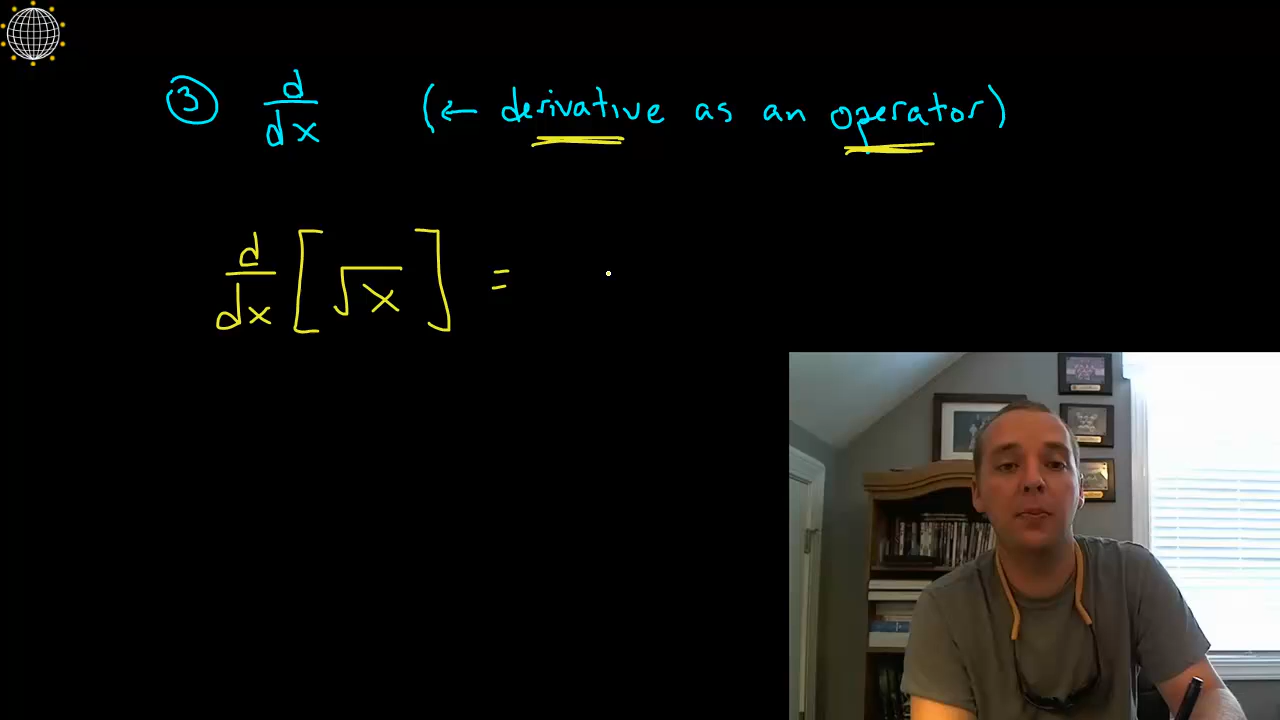 ③ d/dx (← derivative as an operator)
d/dx [√x] =